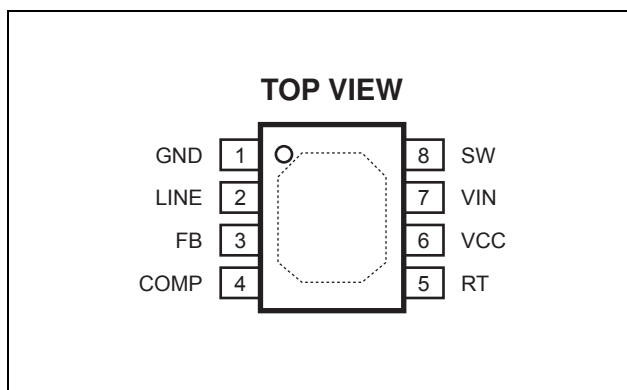 TOP VIEW
GND 1 8 SW
LINE 2 7 VIN
FB 3 6 VCC
COMP 4 5 RT